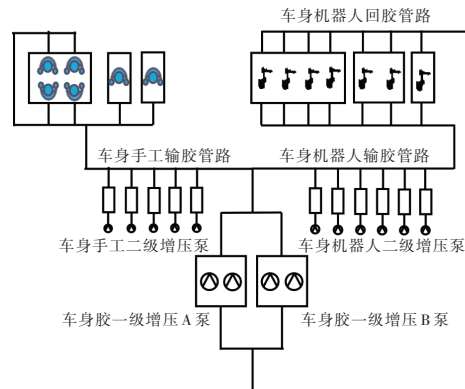 车身机器人回胶管路
车身手工输胶管路
车身机器人输胶管路
车身手工二级增压泵
车身机器人二级增压泵
车身胶一级增压A泵
车身胶一级增压B泵